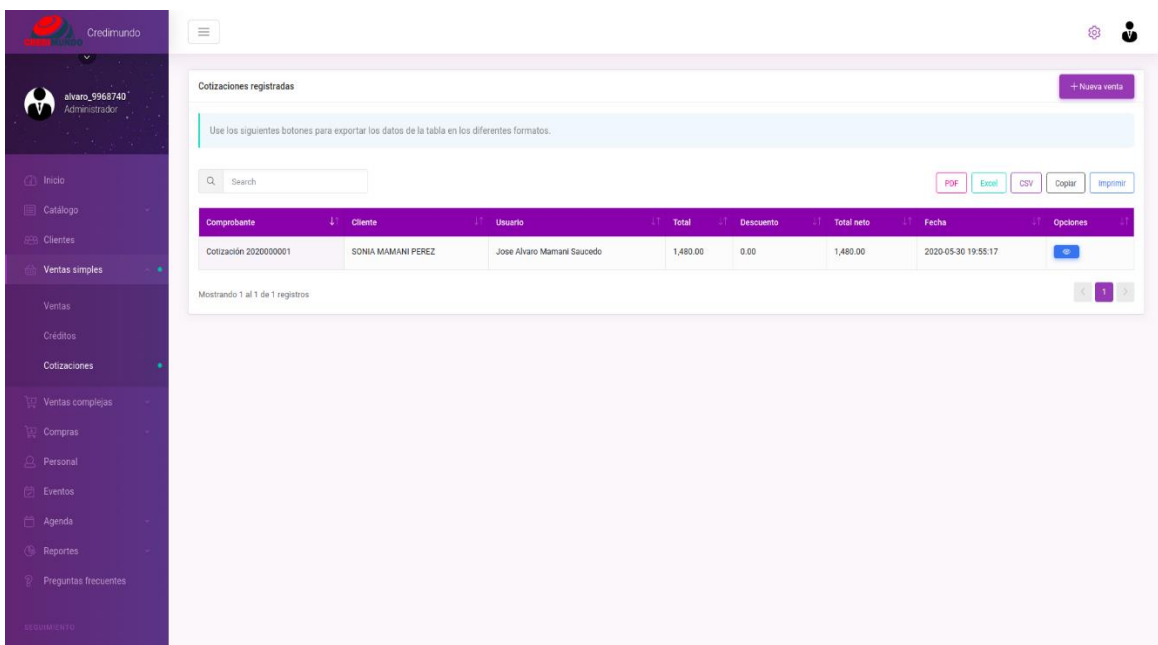 CREDIMUNDO
Credimundo
alvaro_9968740
Administrador
Inicio
Catálogo
Clientes
Ventas simples
Ventas
Créditos
Cotizaciones
Ventas complejas
Compras
Personal
Eventos
Agenda
Reportes
Preguntas frecuentes
SEGUIMIENTO
Cotizaciones registradas
+ Nueva venta
Use los siguientes botones para exportar los datos de la tabla en los diferentes formatos.
Search
PDF Excel CSV Copiar Imprimir
Comprobante Cliente Usuario Total Descuento Total neto Fecha Opciones
Cotización 2020000001 SONIA MAMANI PEREZ Jose Alvaro Mamani Saucedo 1,480.00 0.00 1,480.00 2020-05-30 19:55:17
Mostrando 1 al 1 de 1 registros
< 1 >